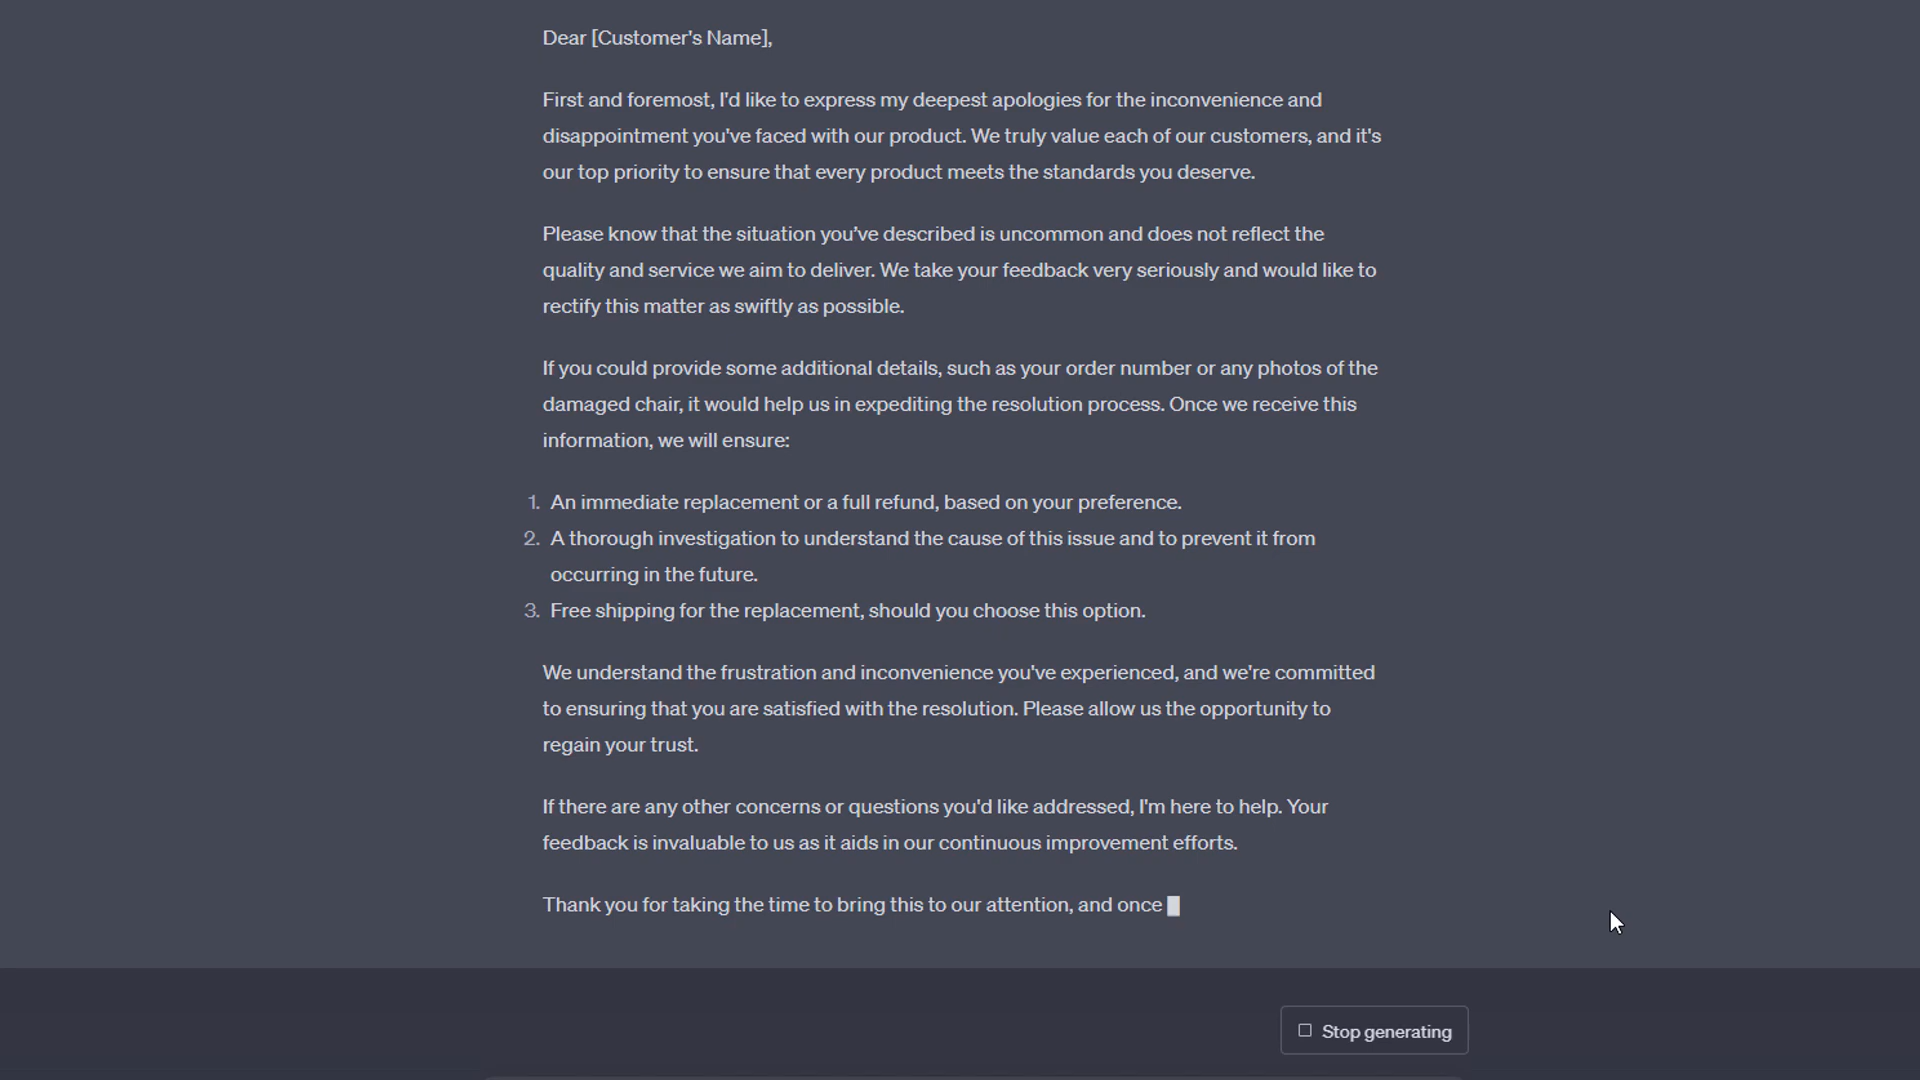 Dear [Customer's Name],
First and foremost, I'd like to express my deepest apologies for the inconvenience and
disappointment you've faced with our product. We truly value each of our customers, and it's
our top priority to ensure that every product meets the standards you deserve.
Please know that the situation you've described is uncommon and does not reflect the
quality and service we aim to deliver. We take your feedback very seriously and would like to
rectify this matter as swiftly as possible.
If you could provide some additional details, such as your order number or any photos of the
damaged chair, it would help us in expediting the resolution process. Once we receive this
information, we will ensure:
1. An immediate replacement or a full refund, based on your preference.
2. A thorough investigation to understand the cause of this issue and to prevent it from
occurring in the future.
3. Free shipping for the replacement, should you choose this option.
We understand the frustration and inconvenience you've experienced, and we're committed
to ensuring that you are satisfied with the resolution. Please allow us the opportunity to
regain your trust.
If there are any other concerns or questions you'd like addressed, I'm here to help. Your
feedback is invaluable to us as it aids in our continuous improvement efforts.
Thank you for taking the time to bring this to our attention, and once
Stop generating